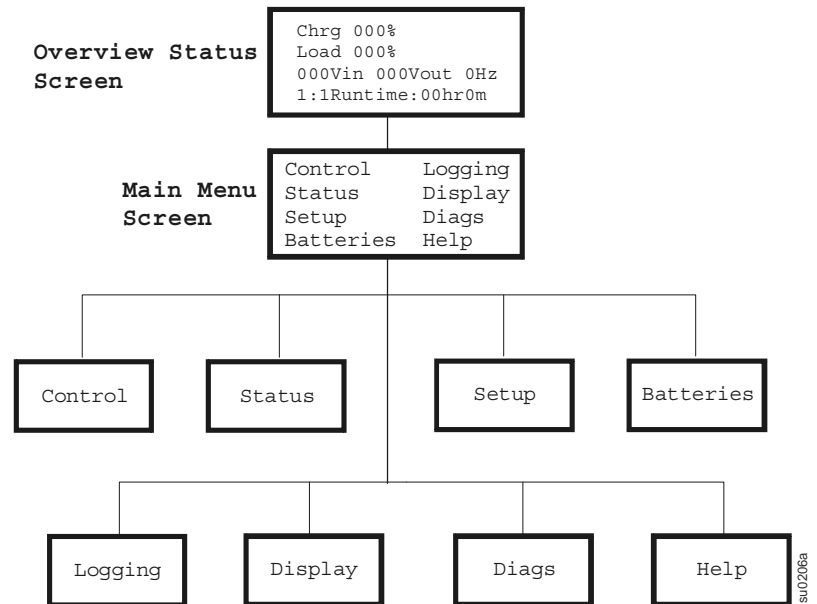 Overview Status
Screen
Chrg 000%
Load 000%
000Vin 000Vout 0Hz
1:1Runtime:00hr0m
Main Menu
Screen
Control Logging
Status Display
Setup Diags
Batteries Help
Control
Status
Setup
Batteries
Logging
Display
Diags
Help
su0206a